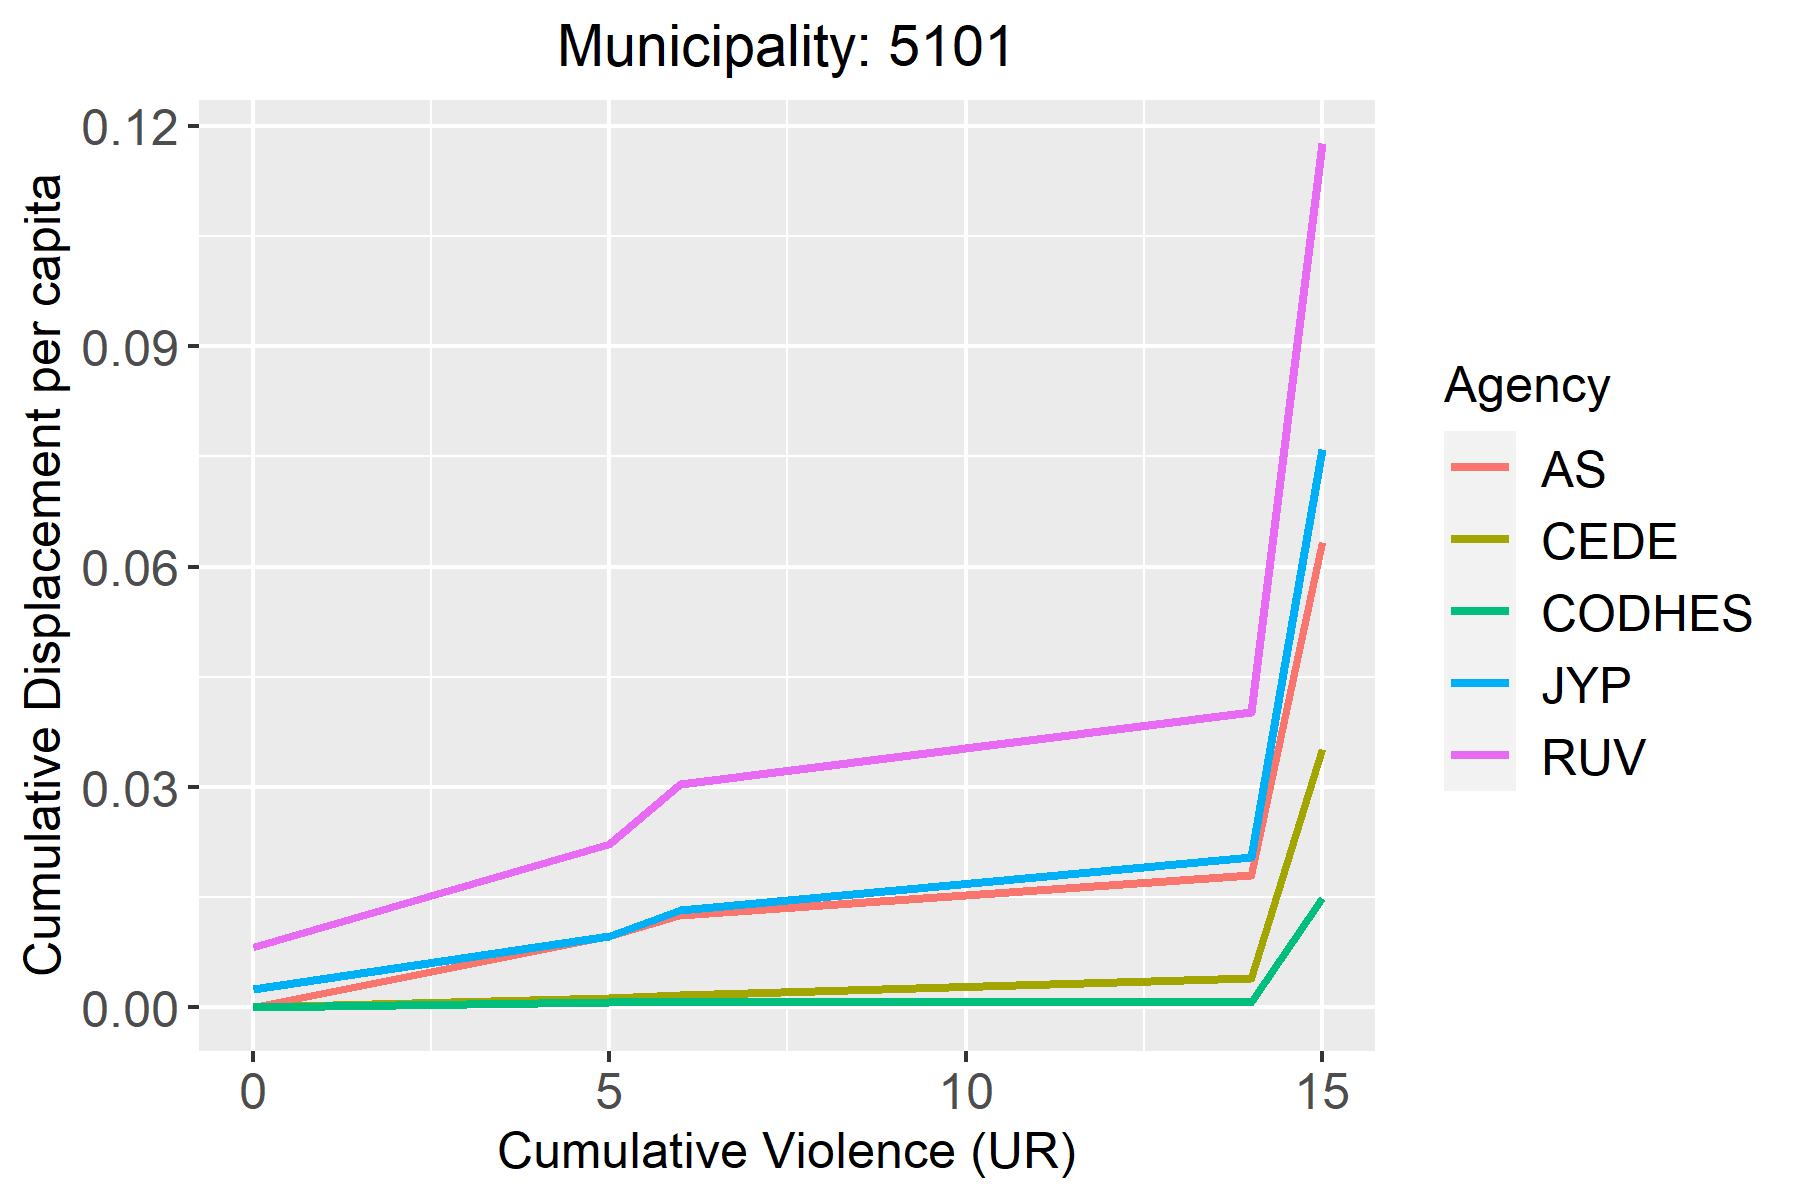 Municipality: 5101
Cumulative Displacement per capita
0.12
0.09
0.06
0.03
0.00
0 5 10 15
Cumulative Violence (UR)
Agency
AS
CEDE
CODHES
JYP
RUV